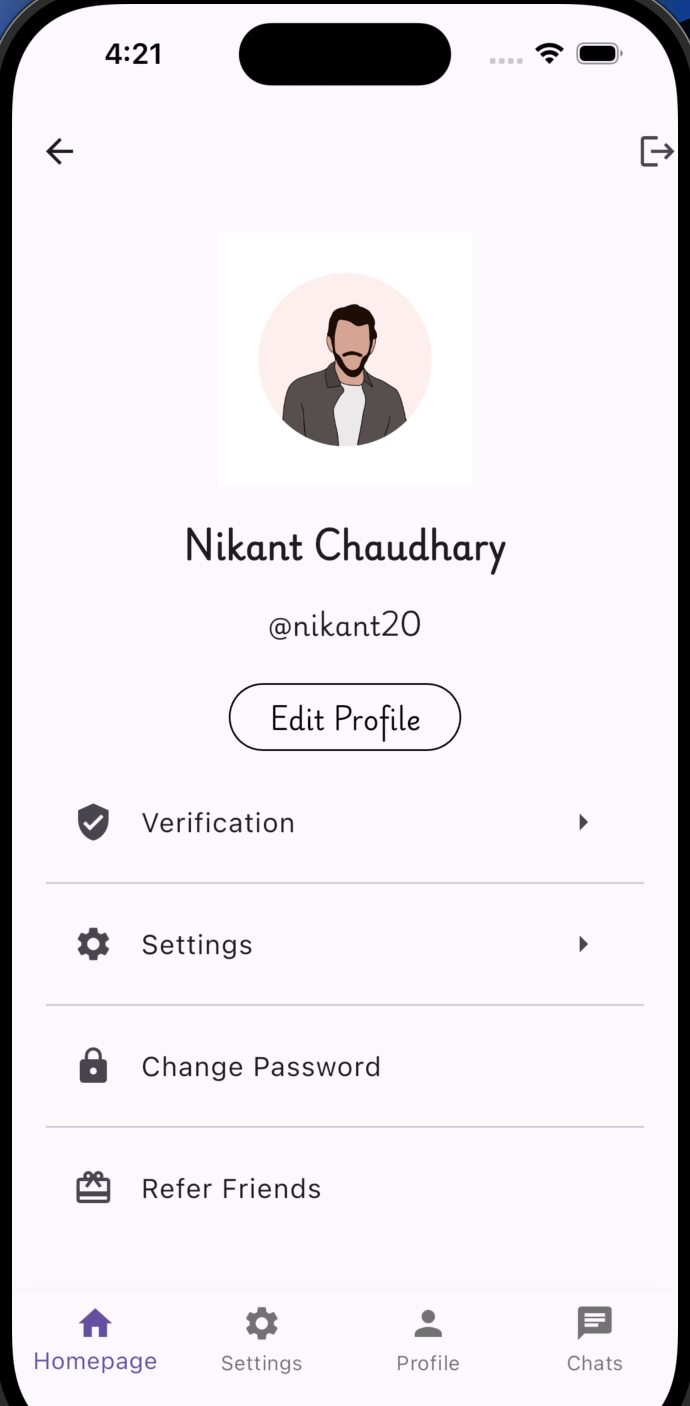 4:21
Nikant Chaudhary
@nikant20
Edit Profile
Verification
Settings
Change Password
Refer Friends
Homepage Settings Profile Chats